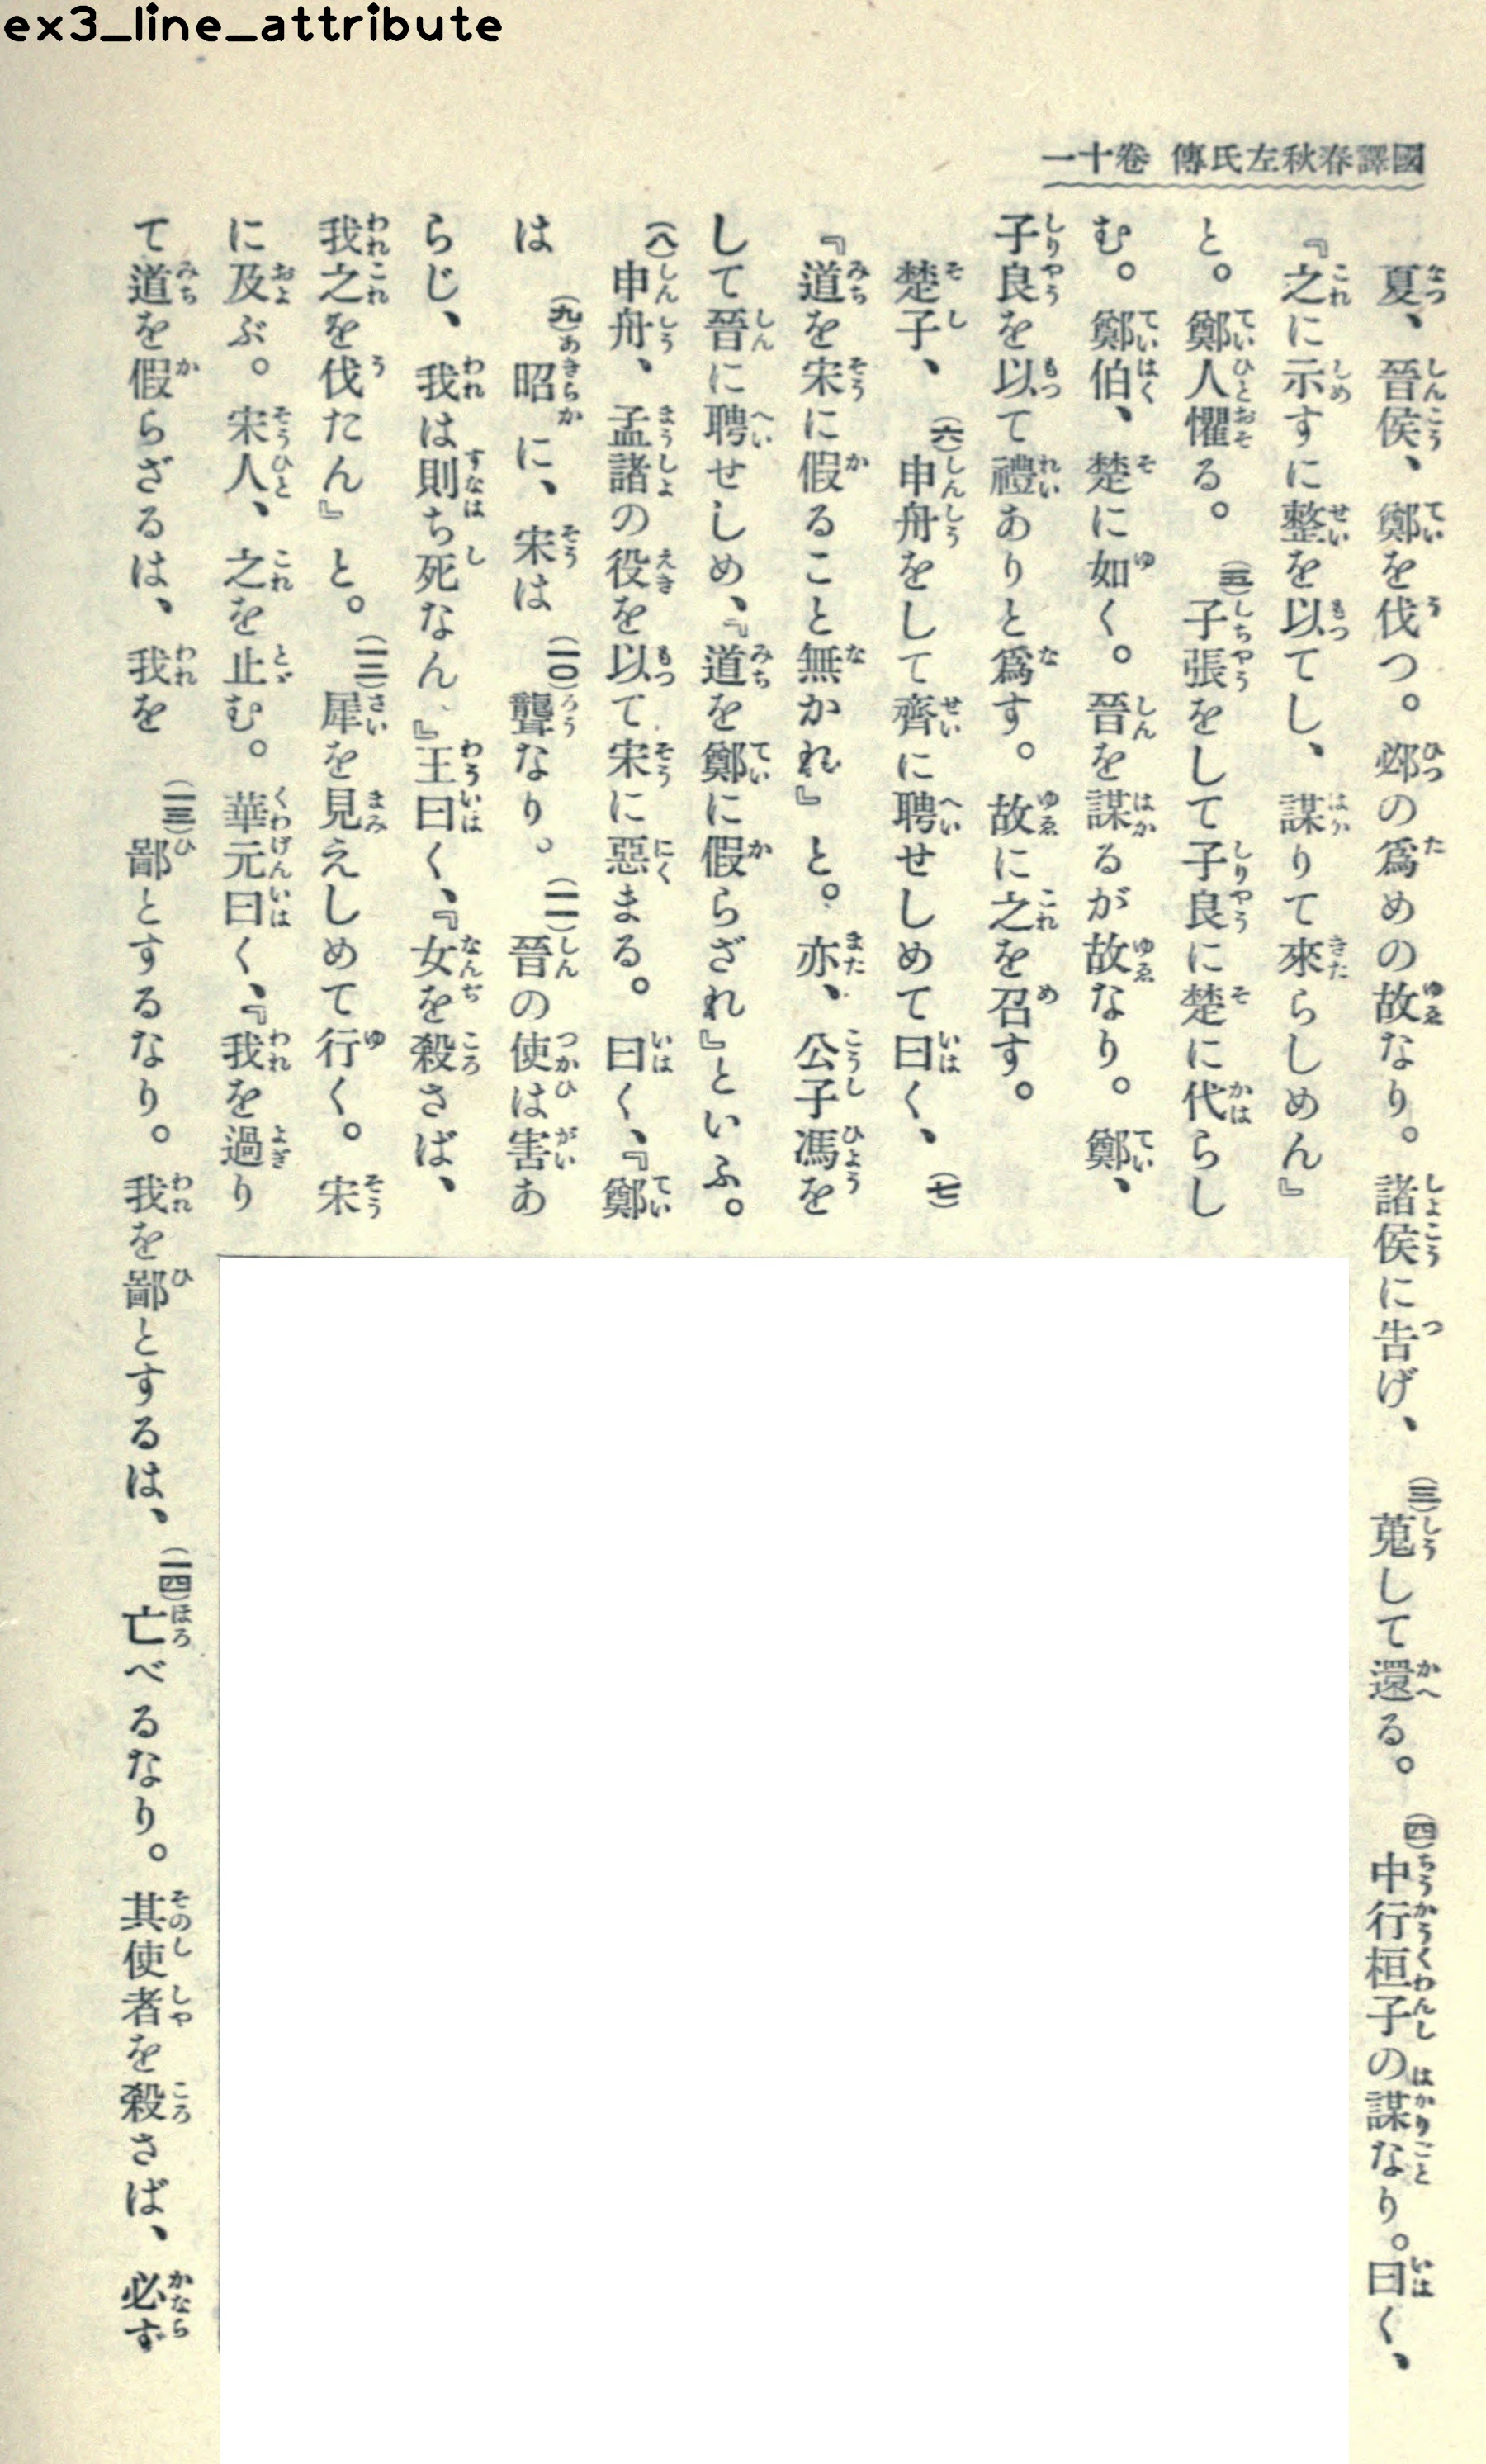 ex3_line_attribute
國譯春秋左氏傳 卷十一
夏、晉侯、鄭を伐つ。邲の爲めの故なり。諸侯に告げ、(三)蒐して還る。(四)中行桓子の謀なり。曰く、
『之に示すに整を以てし、謀りて來らしめん』
と。鄭人懼る。(五)子張をして子良に楚に代らし
む。鄭伯、楚に如く。晉を謀るが故なり。鄭、
子良を以て禮ありと爲す。故に之を召す。
楚子、(六)申舟をして齊に聘せしめて曰く、(七)
『道を宋に假ること無かれ』と。亦、公子馮を
して晉に聘せしめ、『道を鄭に假らざれ』といふ。
(八)申舟、孟諸の役を以て宋に惡まる。曰く、『鄭
は(九)昭に、宋は(一〇)聾なり。(一一)晉の使は害あ
らじ、我は則ち死なん』王曰く、『女を殺さば、
我之を伐たん』と。(一二)犀を見えしめて行く。宋
に及ぶ。宋人、之を止む。華元曰く、『我を過り
て道を假らざるは、我を(一三)鄙とするなり。我を鄙とするは、(一四)亡べるなり。其使者を殺さば、必ず